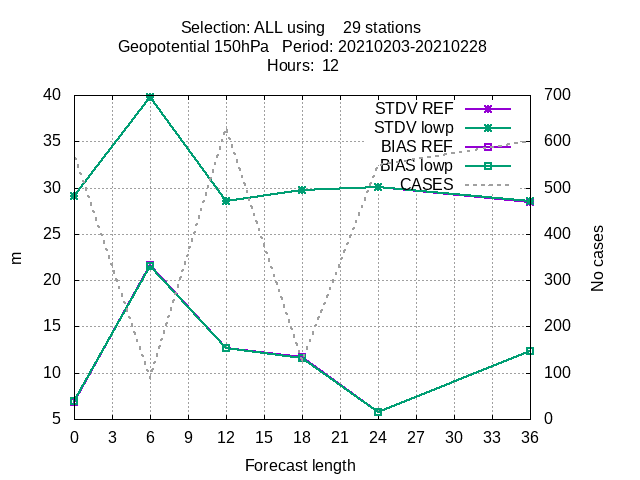 Selection: ALL using    29 stations
Geopotential 150hPa   Period: 20210203-20210228
Hours:  12
STDV REF
STDV lowp
BIAS REF
BIAS lowp
CASES
40
35
30
25
20
15
10
5
m
700
600
500
400
300
200
100
0
No cases
0 3 6 9 12 15 18 21 24 27 30 33 36
Forecast length